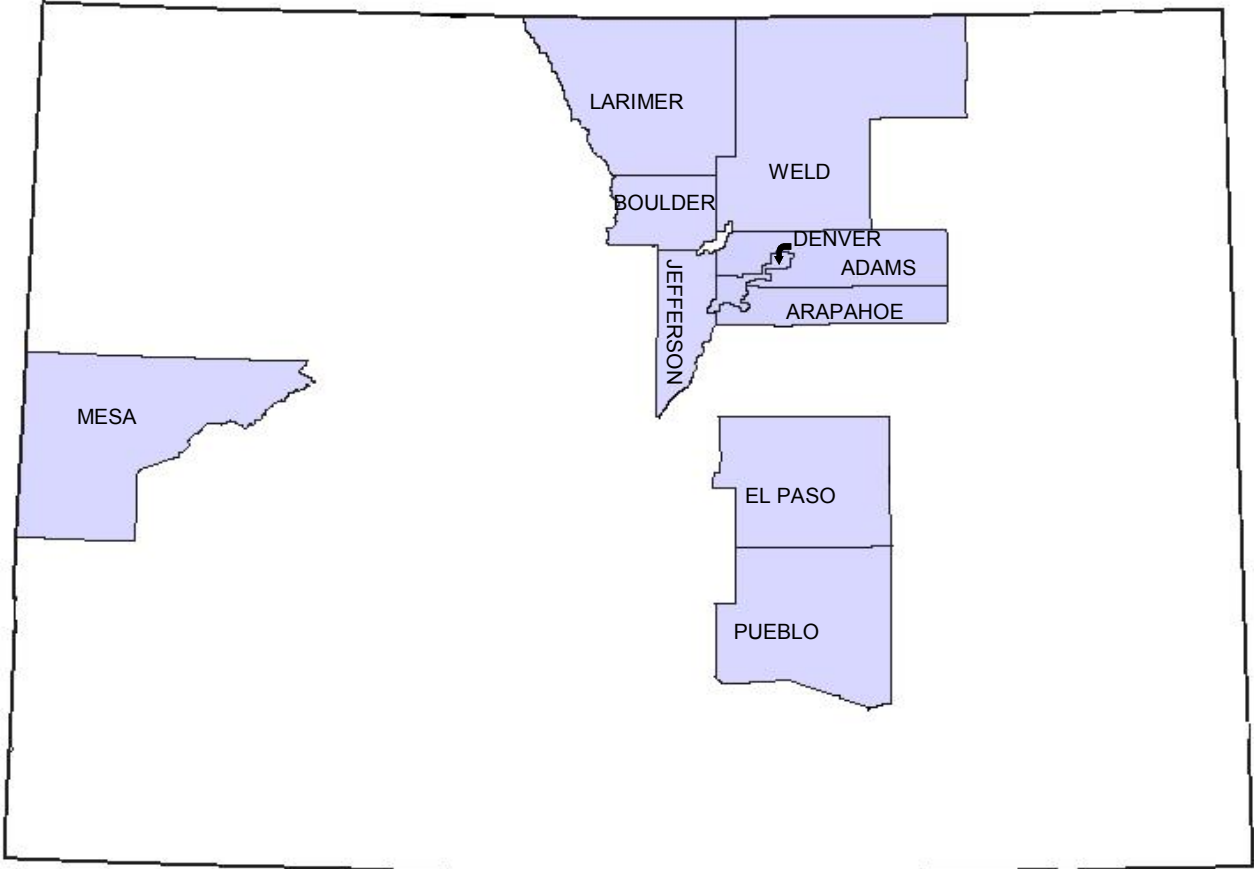 LARIMER
WELD
BOULDER
DENVER
ADAMS
JEFFERSON
ARAPAHOE
MESA
EL PASO
PUEBLO